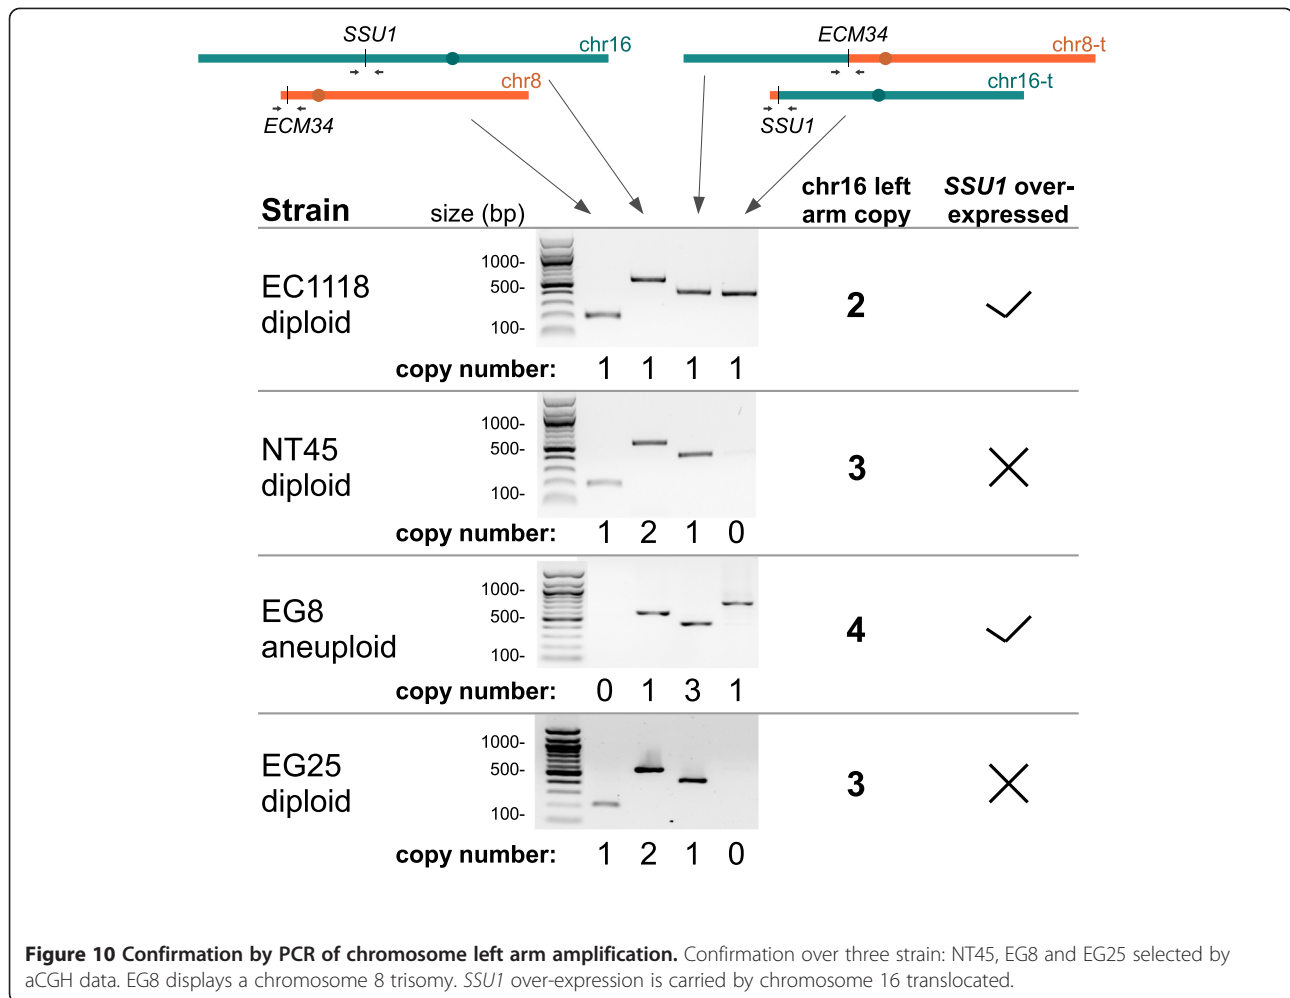 SSU1
chr16
chr8
ECM34
ECM34
chr8-t
chr16-t
SSU1
Strain
size (bp)
chr16 left
arm copy
SSU1 over-
expressed
EC1118
diploid
1000-
500-
100-
2
copy number: 1 1 1 1
NT45
diploid
1000-
500-
100-
3
copy number: 1 2 1 0
EG8
aneuploid
1000-
500-
100-
4
copy number: 0 1 3 1
EG25
diploid
1000-
500-
100-
3
copy number: 1 2 1 0
Figure 10 Confirmation by PCR of chromosome left arm amplification. Confirmation over three strain: NT45, EG8 and EG25 selected by
aCGH data. EG8 displays a chromosome 8 trisomy. SSU1 over-expression is carried by chromosome 16 translocated.